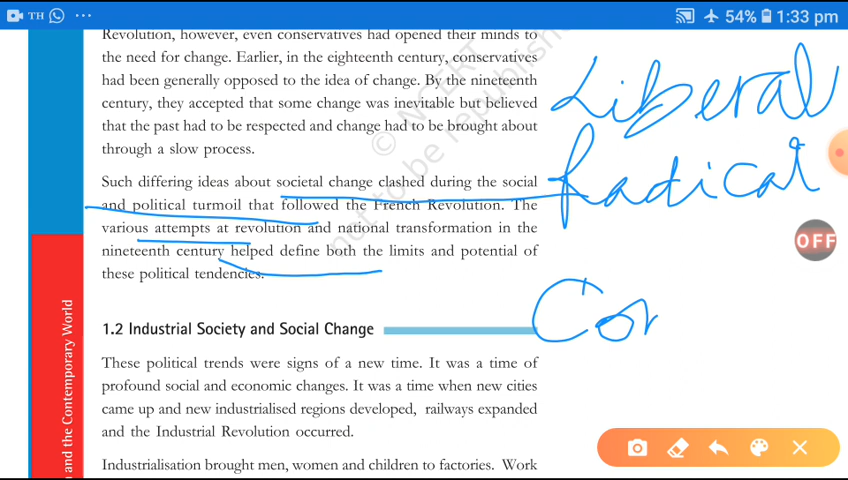 TH 54% 1:33 pm
Revolution, however, even conservatives had opened their minds to
the need for change. Earlier, in the eighteenth century, conservatives
had been generally opposed to the idea of change. By the nineteenth
century, they accepted that some change was inevitable but believed
that the past had to be respected and change had to be brought about
through a slow process.
Such differing ideas about societal change clashed during the social
and political turmoil that followed the French Revolution. The
various attempts at revolution and national transformation in the
nineteenth century helped define both the limits and potential of
these political tendencies.
1.2 Industrial Society and Social Change
These political trends were signs of a new time. It was a time of
profound social and economic changes. It was a time when new cities
came up and new industrialised regions developed, railways expanded
and the Industrial Revolution occurred.
Industrialisation brought men, women and children to factories. Work
© NCERT
not to be republish
a and the Contemporary World
Liberal
Radical
Con
OFF